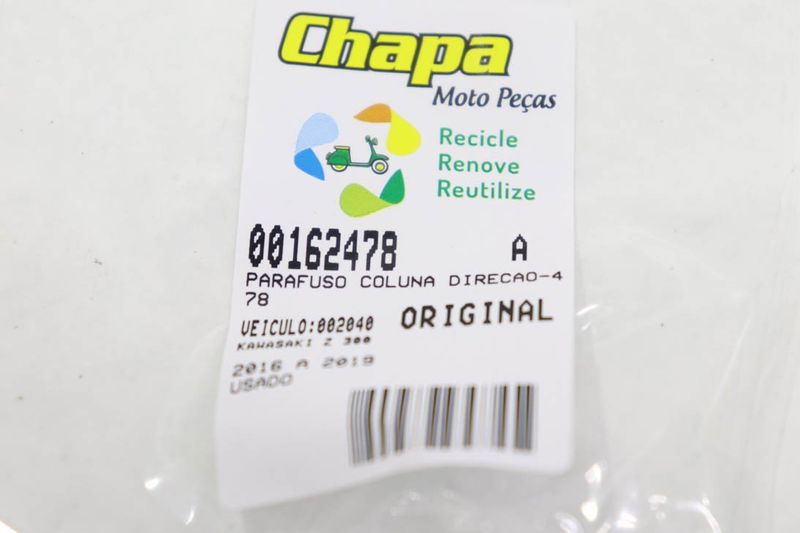 Chapa
Moto Peças
Recicle
Renove
Reutilize
00162478 A
PARAFUSO COLUNA DIRECAO-4
78
VEICULO:002040 ORIGINAL
KAWASAKI Z 300
2016 A 2019
USADO